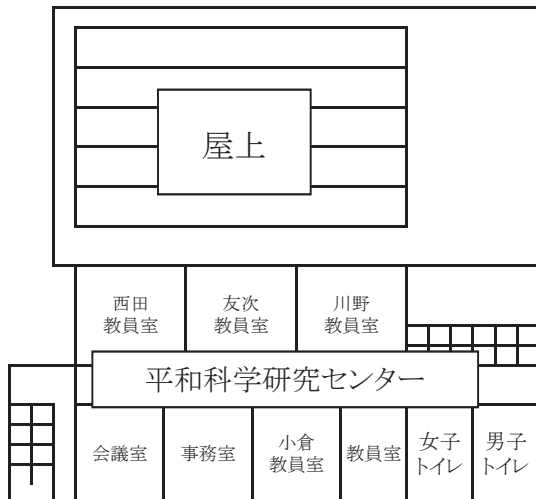 屋上
西田
教員室
友次
教員室
川野
教員室
平和科学研究センター
会議室
事務室
小倉
教員室
教員室
女子
トイレ
男子
トイレ